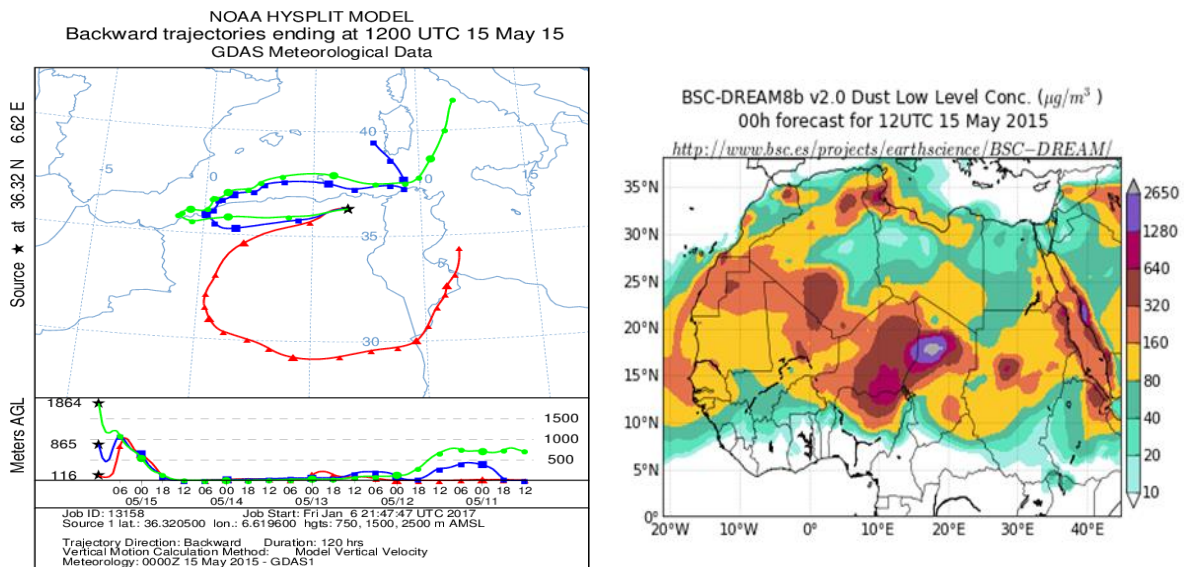 NOAA HYSPLIT MODEL
Backward trajectories ending at 1200 UTC 15 May 15
GDAS Meteorological Data
Source ★ at 36.32 N 6.62 E
40
-5
0
0
15
35
30
Meters AGL
1864
865
116
1500
1000
500
06 00 18 12 06 00 18 12 06 00 18 12 06 00 18 12 06 00 18 12
05/15 05/14 05/13 05/12 05/11
Job ID: 13158 Job Start: Fri Jan 6 21:47:47 UTC 2017
Source 1 lat.: 36.320500 lon.: 6.619600 hgts: 750, 1500, 2500 m AMSL
Trajectory Direction: Backward Duration: 120 hrs
Vertical Motion Calculation Method: Model Vertical Velocity
Meteorology: 0000Z 15 May 2015 - GDAS1
BSC-DREAM8b v2.0 Dust Low Level Conc. (μg/m³ )
00h forecast for 12UTC 15 May 2015
http://www.bsc.es/projects/earthscience/BSC−DREAM/
35°N
30°N
25°N
20°N
15°N
10°N
5°N
0°
20°W 10°W 0° 10°E 20°E 30°E 40°E
2650
1280
640
320
160
80
40
20
10